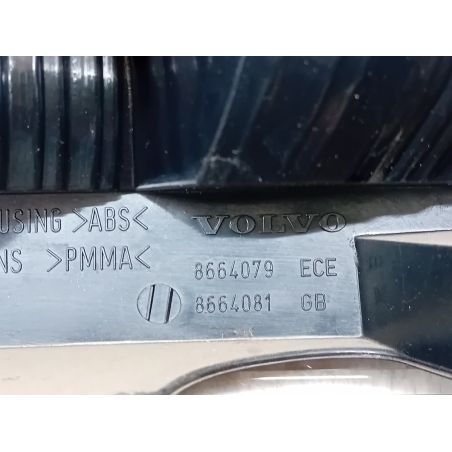 USING >ABS< VOLVO
NS >PMMA< 8664079 ECE
8664081 GB